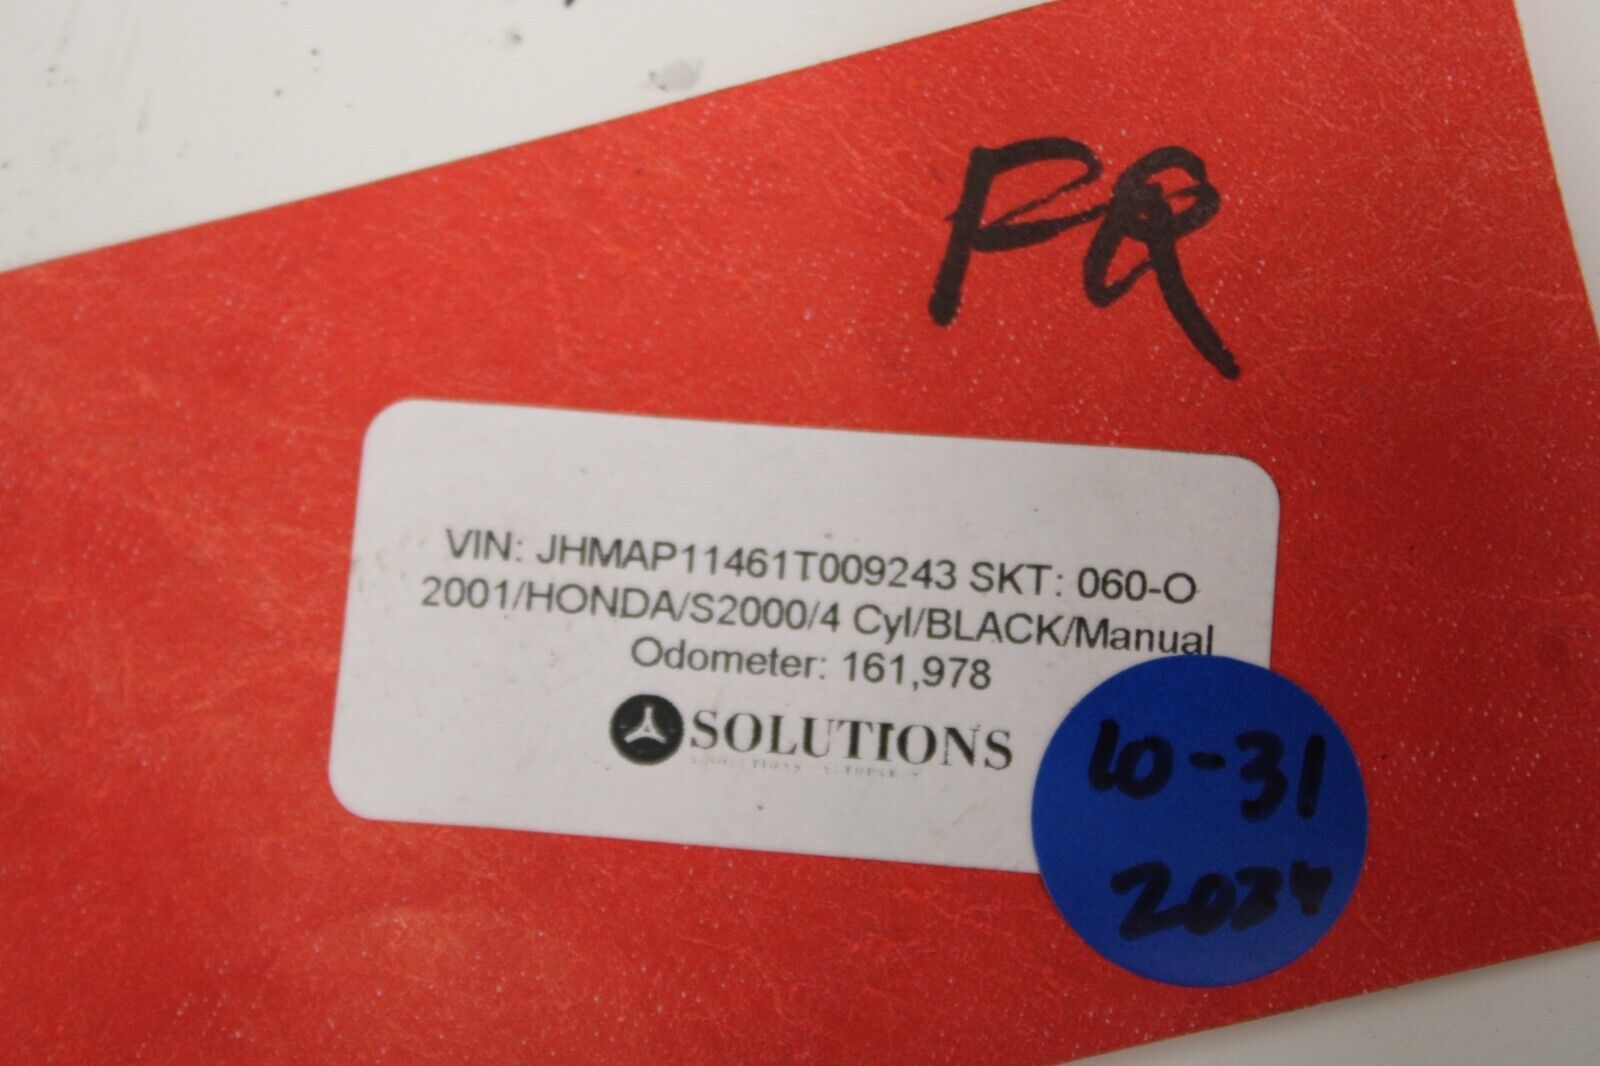 PR
VIN: JHMAP11461T009243 SKT: 060-O
2001/HONDA/S2000/4 Cyl/BLACK/Manual
Odometer: 161,978
SOLUTIONS
10-31
2024